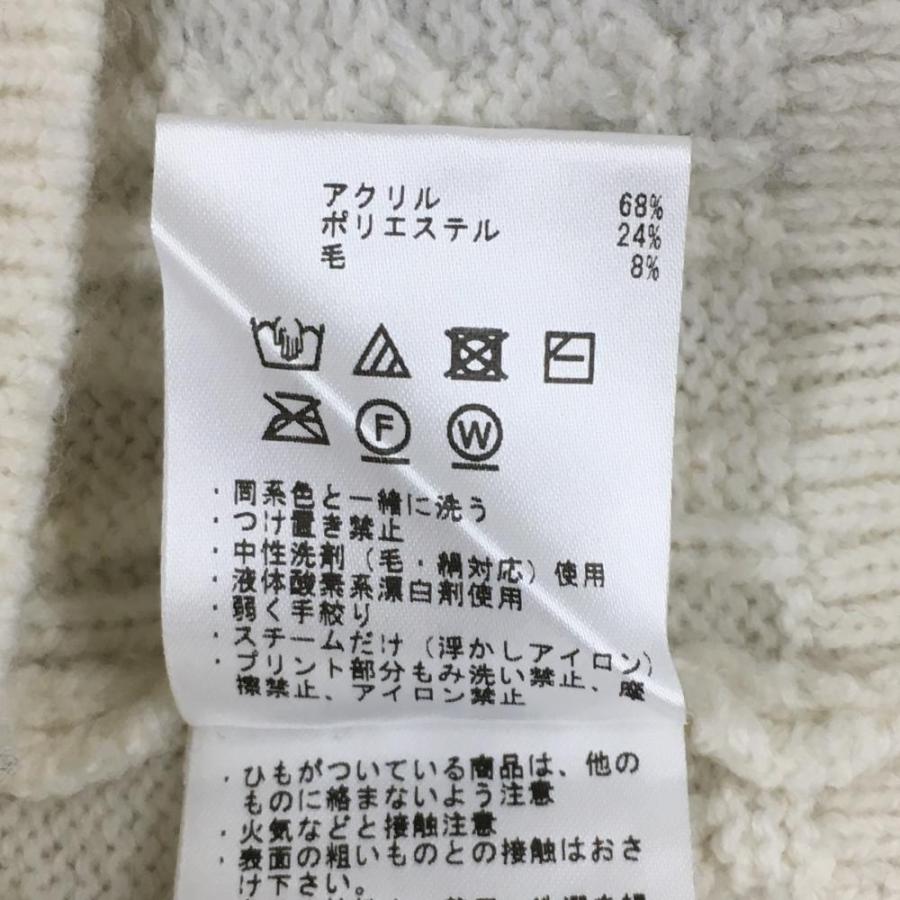 アクリル 68%
ポリエステル 24%
毛 8%
F W
・同系色と一緒に洗う
・つけ置き禁止
・中性洗剤（毛・絹対応）使用
・液体酸素系漂白剤使用
・弱く手絞り
・スチームだけ（浮かしアイロン）
・プリント部分もみ洗い禁止、摩
擦禁止、アイロン禁止
・ひもがついている商品は、他の
ものに絡まないよう注意
・火気などと接触注意
・表面の粗いものとの接触はおさ
け下さい。